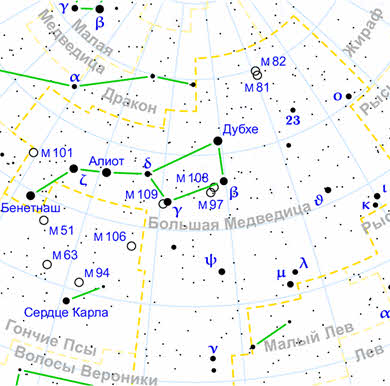 γ β
Малая
Медведица
Жираф
Рысь
α
Дракон
M 82
M 81
23
ο
Дубхе
M 101
Алиот
δ
ζ
M 108
M 109
M 97
β
γ
Бенетнаш
Большая Медведица
ϑ
ι
κ
M 51
M 106
M 63
M 94
ψ
λ
μ
Сердце Карла
Гончие Псы
Волосы Вероники
ν
Малый Лев
Лев
α